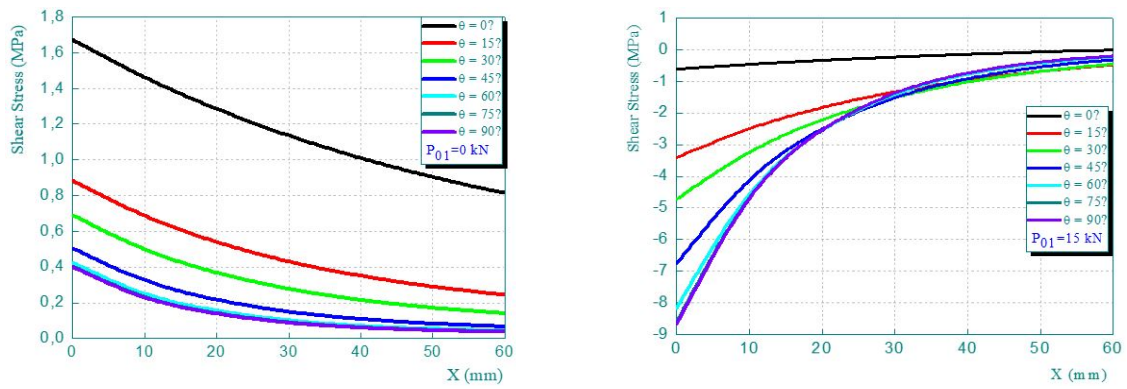 Shear Stress (MPa)
1,8
1,6
1,4
1,2
1,0
0,8
0,6
0,4
0,2
0,0
0
10
20
30
40
50
60
X (mm)
θ = 0?
θ = 15?
θ = 30?
θ = 45?
θ = 60?
θ = 75?
θ = 90?
P01=0 kN
Shear Stress (MPa)
1
0
-1
-2
-3
-4
-5
-6
-7
-8
-9
0
10
20
30
40
50
60
X (mm)
θ = 0?
θ = 15?
θ = 30?
θ = 45?
θ = 60?
θ = 75?
θ = 90?
P01=15 kN